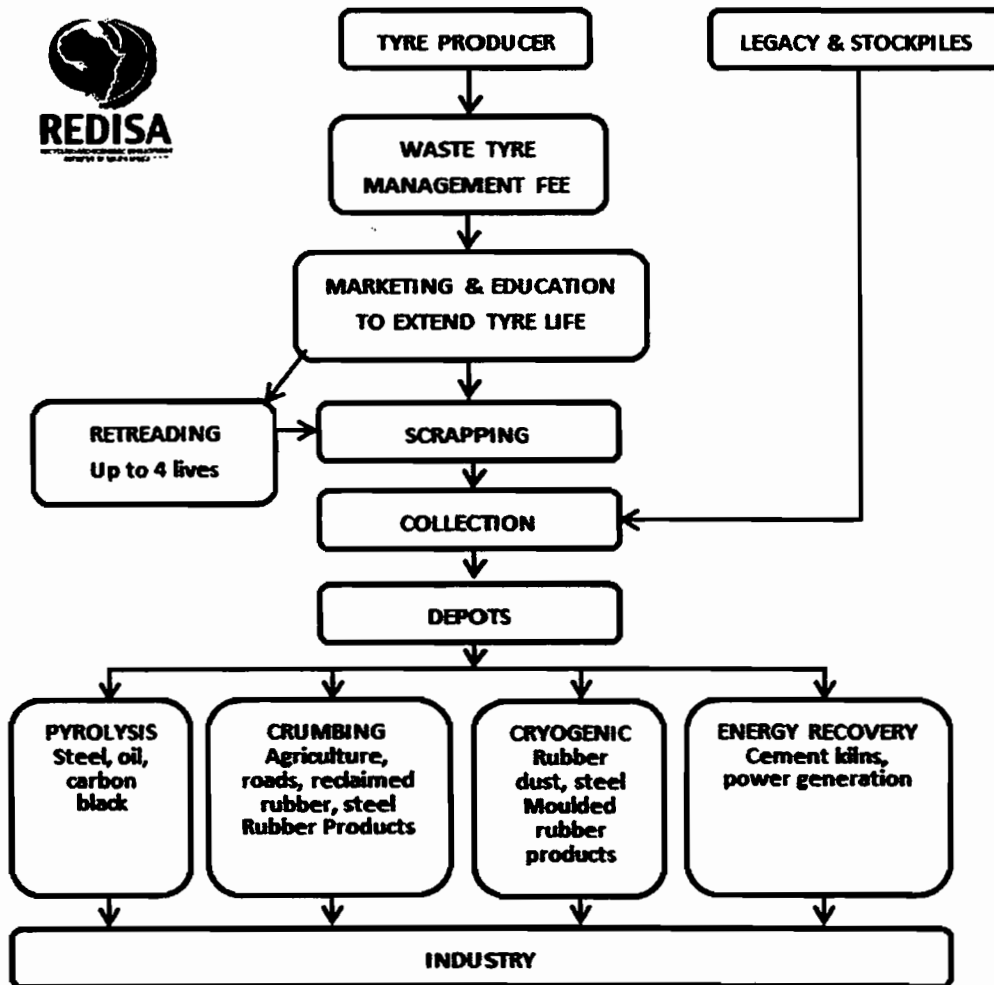 REDISA
TYRE PRODUCER
LEGACY & STOCKPILES
WASTE TYRE
MANAGEMENT FEE
MARKETING & EDUCATION
TO EXTEND TYRE LIFE
RETREADING
Up to 4 lives
SCRAPPING
COLLECTION
DEPOTS
PYROLYSIS
Steel, oil,
carbon
black
CRUMBING
Agriculture,
roads, reclaimed
rubber, steel
Rubber Products
CRYOGENIC
Rubber
dust, steel
Moulded
rubber
products
ENERGY RECOVERY
Cement kilns,
power generation
INDUSTRY